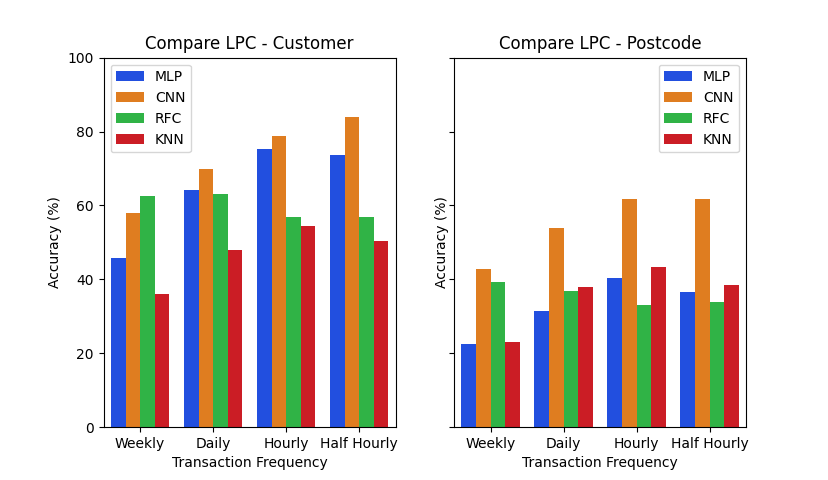 Compare LPC - Customer
Accuracy (%)
100
80
60
40
20
0
MLP
CNN
RFC
KNN
Weekly Daily Hourly Half Hourly
Transaction Frequency
Compare LPC - Postcode
Accuracy (%)
MLP
CNN
RFC
KNN
Weekly Daily Hourly Half Hourly
Transaction Frequency